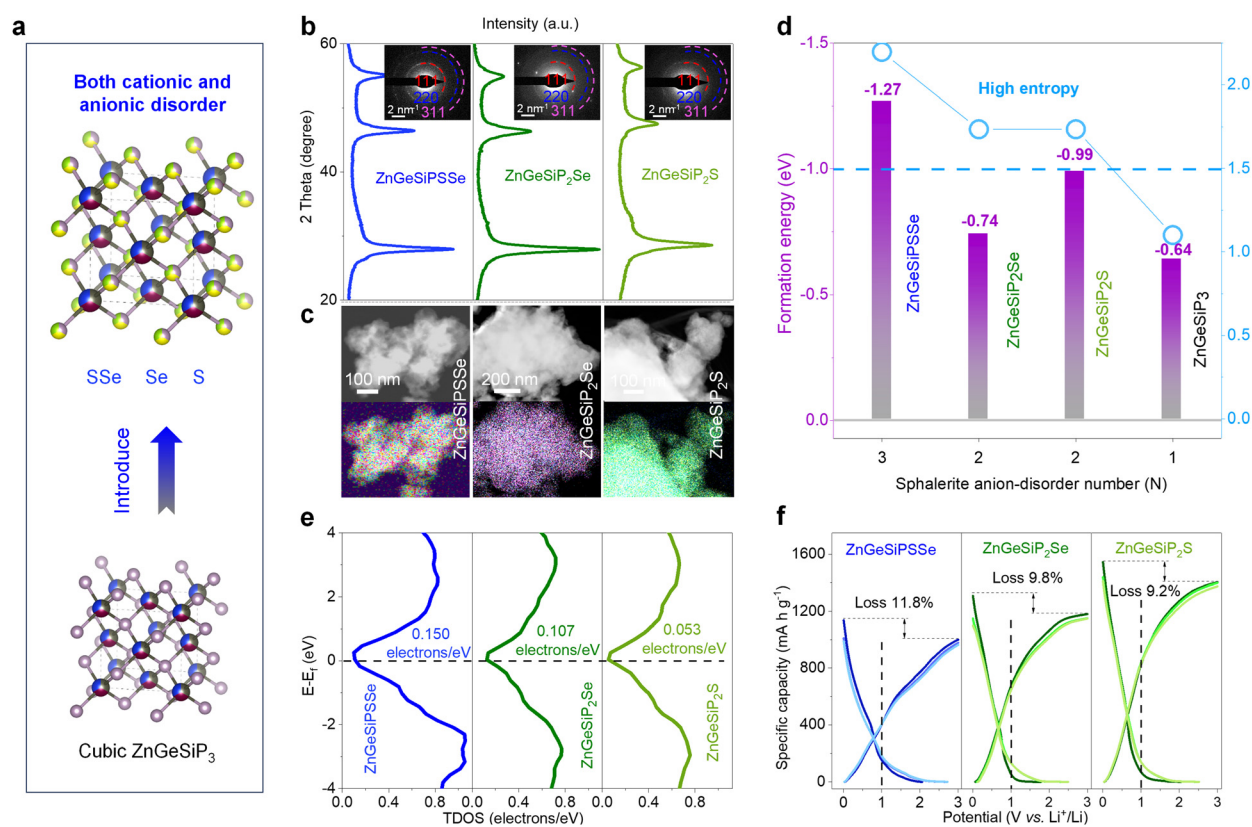 a
Both cationic and
anionic disorder
SSe Se S
Introduce
Cubic ZnGeSiP3
b
Intensity (a.u.)
2 Theta (degree)
60
40
20
111
220
311
2 nm-1
ZnGeSiPSSe
111
220
311
2 nm-1
ZnGeSiP2Se
111
220
311
2 nm-1
ZnGeSiP2S
c
100 nm
ZnGeSiPSSe
200 nm
ZnGeSiP2Se
100 nm
ZnGeSiP2S
d
Formation energy (eV)
-1.5
-1.0
-0.5
0.0
High entropy
-1.27
-0.74
-0.99
-0.64
ZnGeSiPSSe
ZnGeSiP2Se
ZnGeSiP2S
ZnGeSiP3
2.0
1.5
1.0
0.5
0.0
3 2 2 1
Sphalerite anion-disorder number (N)
e
E-Ef (eV)
4
2
0
-2
-4
0.150
electrons/eV
ZnGeSiPSSe
0.107
electrons/eV
ZnGeSiP2Se
0.053
electrons/eV
ZnGeSiP2S
0.0 0.4 0.8 0.0 0.4 0.8 0.0 0.4 0.8
TDOS (electrons/eV)
f
Specific capacity (mA h g-1)
1600
1200
800
400
0
ZnGeSiPSSe
Loss 11.8%
ZnGeSiP2Se
Loss 9.8%
ZnGeSiP2S
Loss 9.2%
0 1 2 3 0 1 2 3 0 1 2 3
Potential (V vs. Li+/Li)